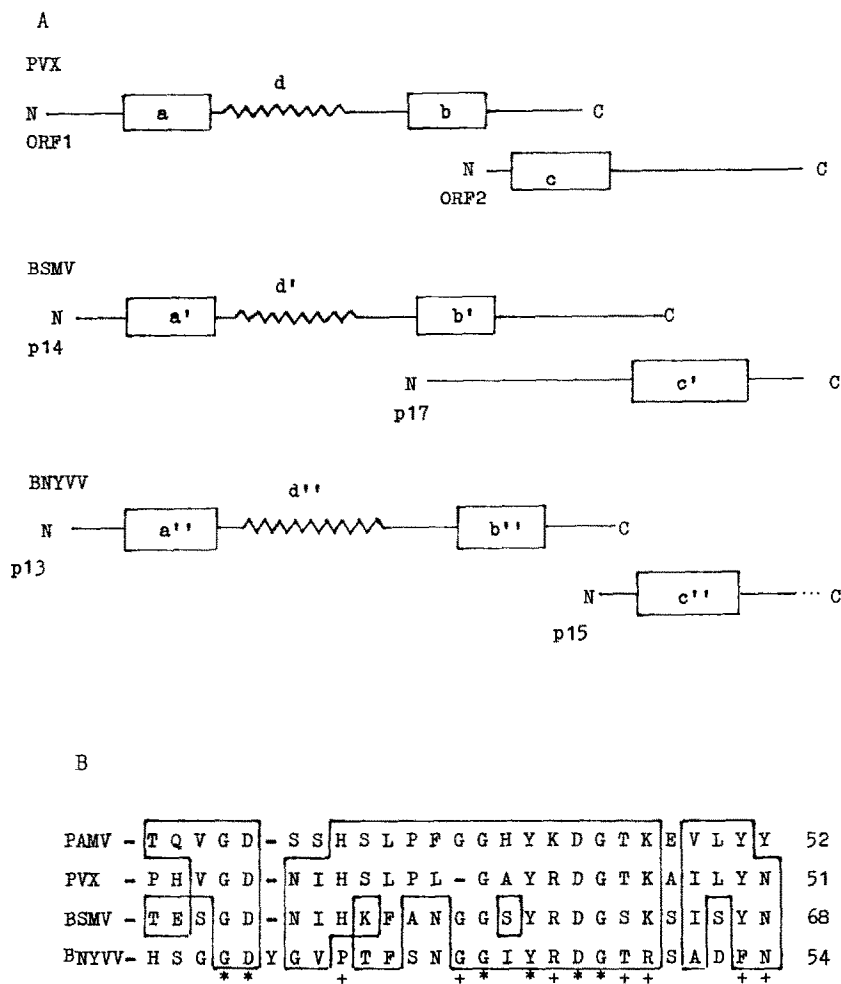 A
PVX
d
N a b C
ORF1
N c C
ORF2
BSMV
d'
N a' b' C
p14
N c' C
p17
BNYVV
d''
N a'' b'' C
p13
N c'' ... C
p15
B
PAMV - T Q V G D - S S H S L P F G G H Y K D G T K E V L Y Y 52
PVX - P H V G D - N I H S L P L - G A Y R D G T K A I L Y N 51
BSMV - T E S G D - N I H K F A N G G S Y R D G S K S I S Y N 68
BNYVV- H S G G D Y G V P T F S N G G I Y R D G T R S A D F N 54
* * + + * * + * * + + + +